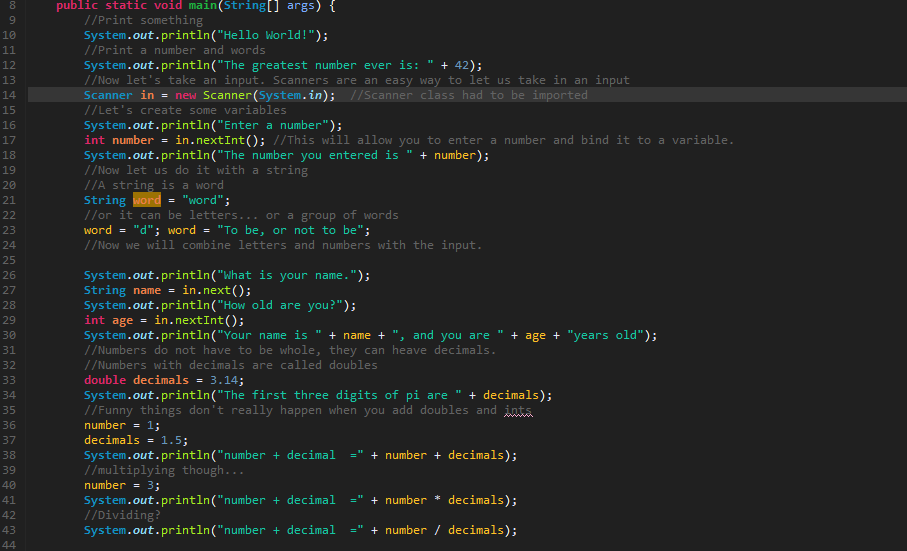 8 public static void main(String[] args) {
9 //Print something
10 System.out.println("Hello World!");
11 //Print a number and words
12 System.out.println("The greatest number ever is: " + 42);
13 //Now let's take an input. Scanners are an easy way to let us take in an input
14 Scanner in = new Scanner(System.in); //Scanner class had to be imported
15 //Let's create some variables
16 System.out.println("Enter a number");
17 int number = in.nextInt(); //This will allow you to enter a number and bind it to a variable.
18 System.out.println("The number you entered is " + number);
19 //Now let us do it with a string
20 //A string is a word
21 String word = "word";
22 //or it can be letters... or a group of words
23 word = "d"; word = "To be, or not to be";
24 //Now we will combine letters and numbers with the input.
25
26 System.out.println("What is your name.");
27 String name = in.next();
28 System.out.println("How old are you?");
29 int age = in.nextInt();
30 System.out.println("Your name is " + name + ", and you are " + age + "years old");
31 //Numbers do not have to be whole, they can heave decimals.
32 //Numbers with decimals are called doubles
33 double decimals = 3.14;
34 System.out.println("The first three digits of pi are " + decimals);
35 //Funny things don't really happen when you add doubles and ints
36 number = 1;
37 decimals = 1.5;
38 System.out.println("number + decimal  =" + number + decimals);
39 //multiplying though...
40 number = 3;
41 System.out.println("number + decimal  =" + number * decimals);
42 //Dividing?
43 System.out.println("number + decimal  =" + number / decimals);
44